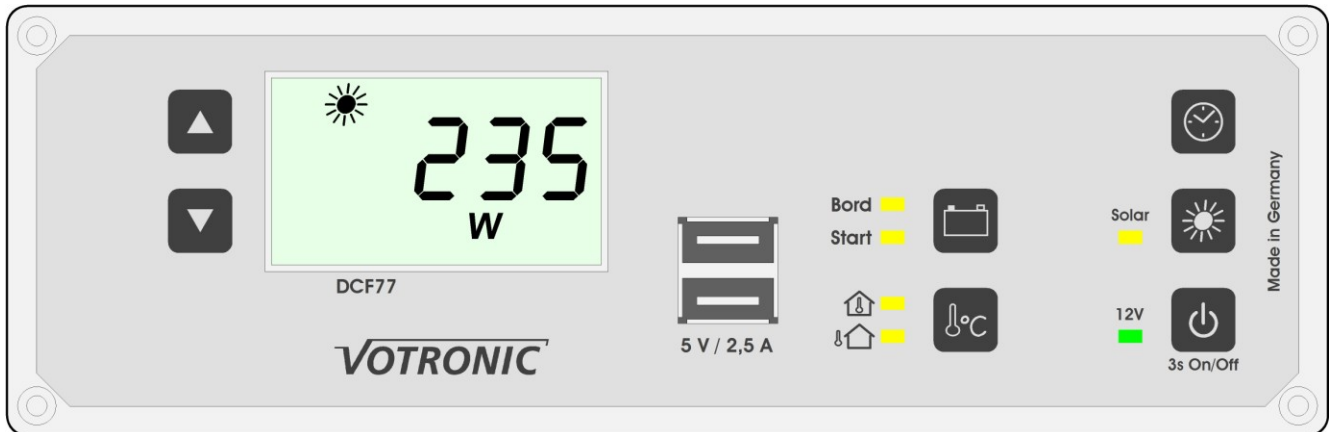 235
W
DCF77
VOTRONIC
5 V / 2,5 A
Bord
Start
°C
Solar
12V
3s On/Off
Made in Germany